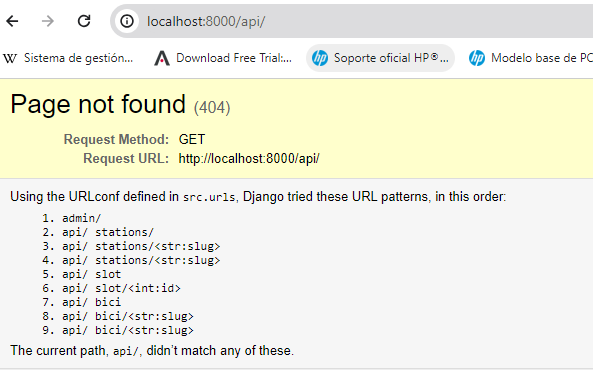 localhost:8000/api/
W Sistema de gestión... Download Free Trial:... hp Soporte oficial HP®... hp Modelo base de PC
Page not found (404)
Request Method: GET
Request URL: http://localhost:8000/api/
Using the URLconf defined in src.urls, Django tried these URL patterns, in this order:
1. admin/
2. api/ stations/
3. api/ stations/<str:slug>
4. api/ stations/<str:slug>
5. api/ slot
6. api/ slot/<int:id>
7. api/ bici
8. api/ bici/<str:slug>
9. api/ bici/<str:slug>
The current path, api/, didn’t match any of these.